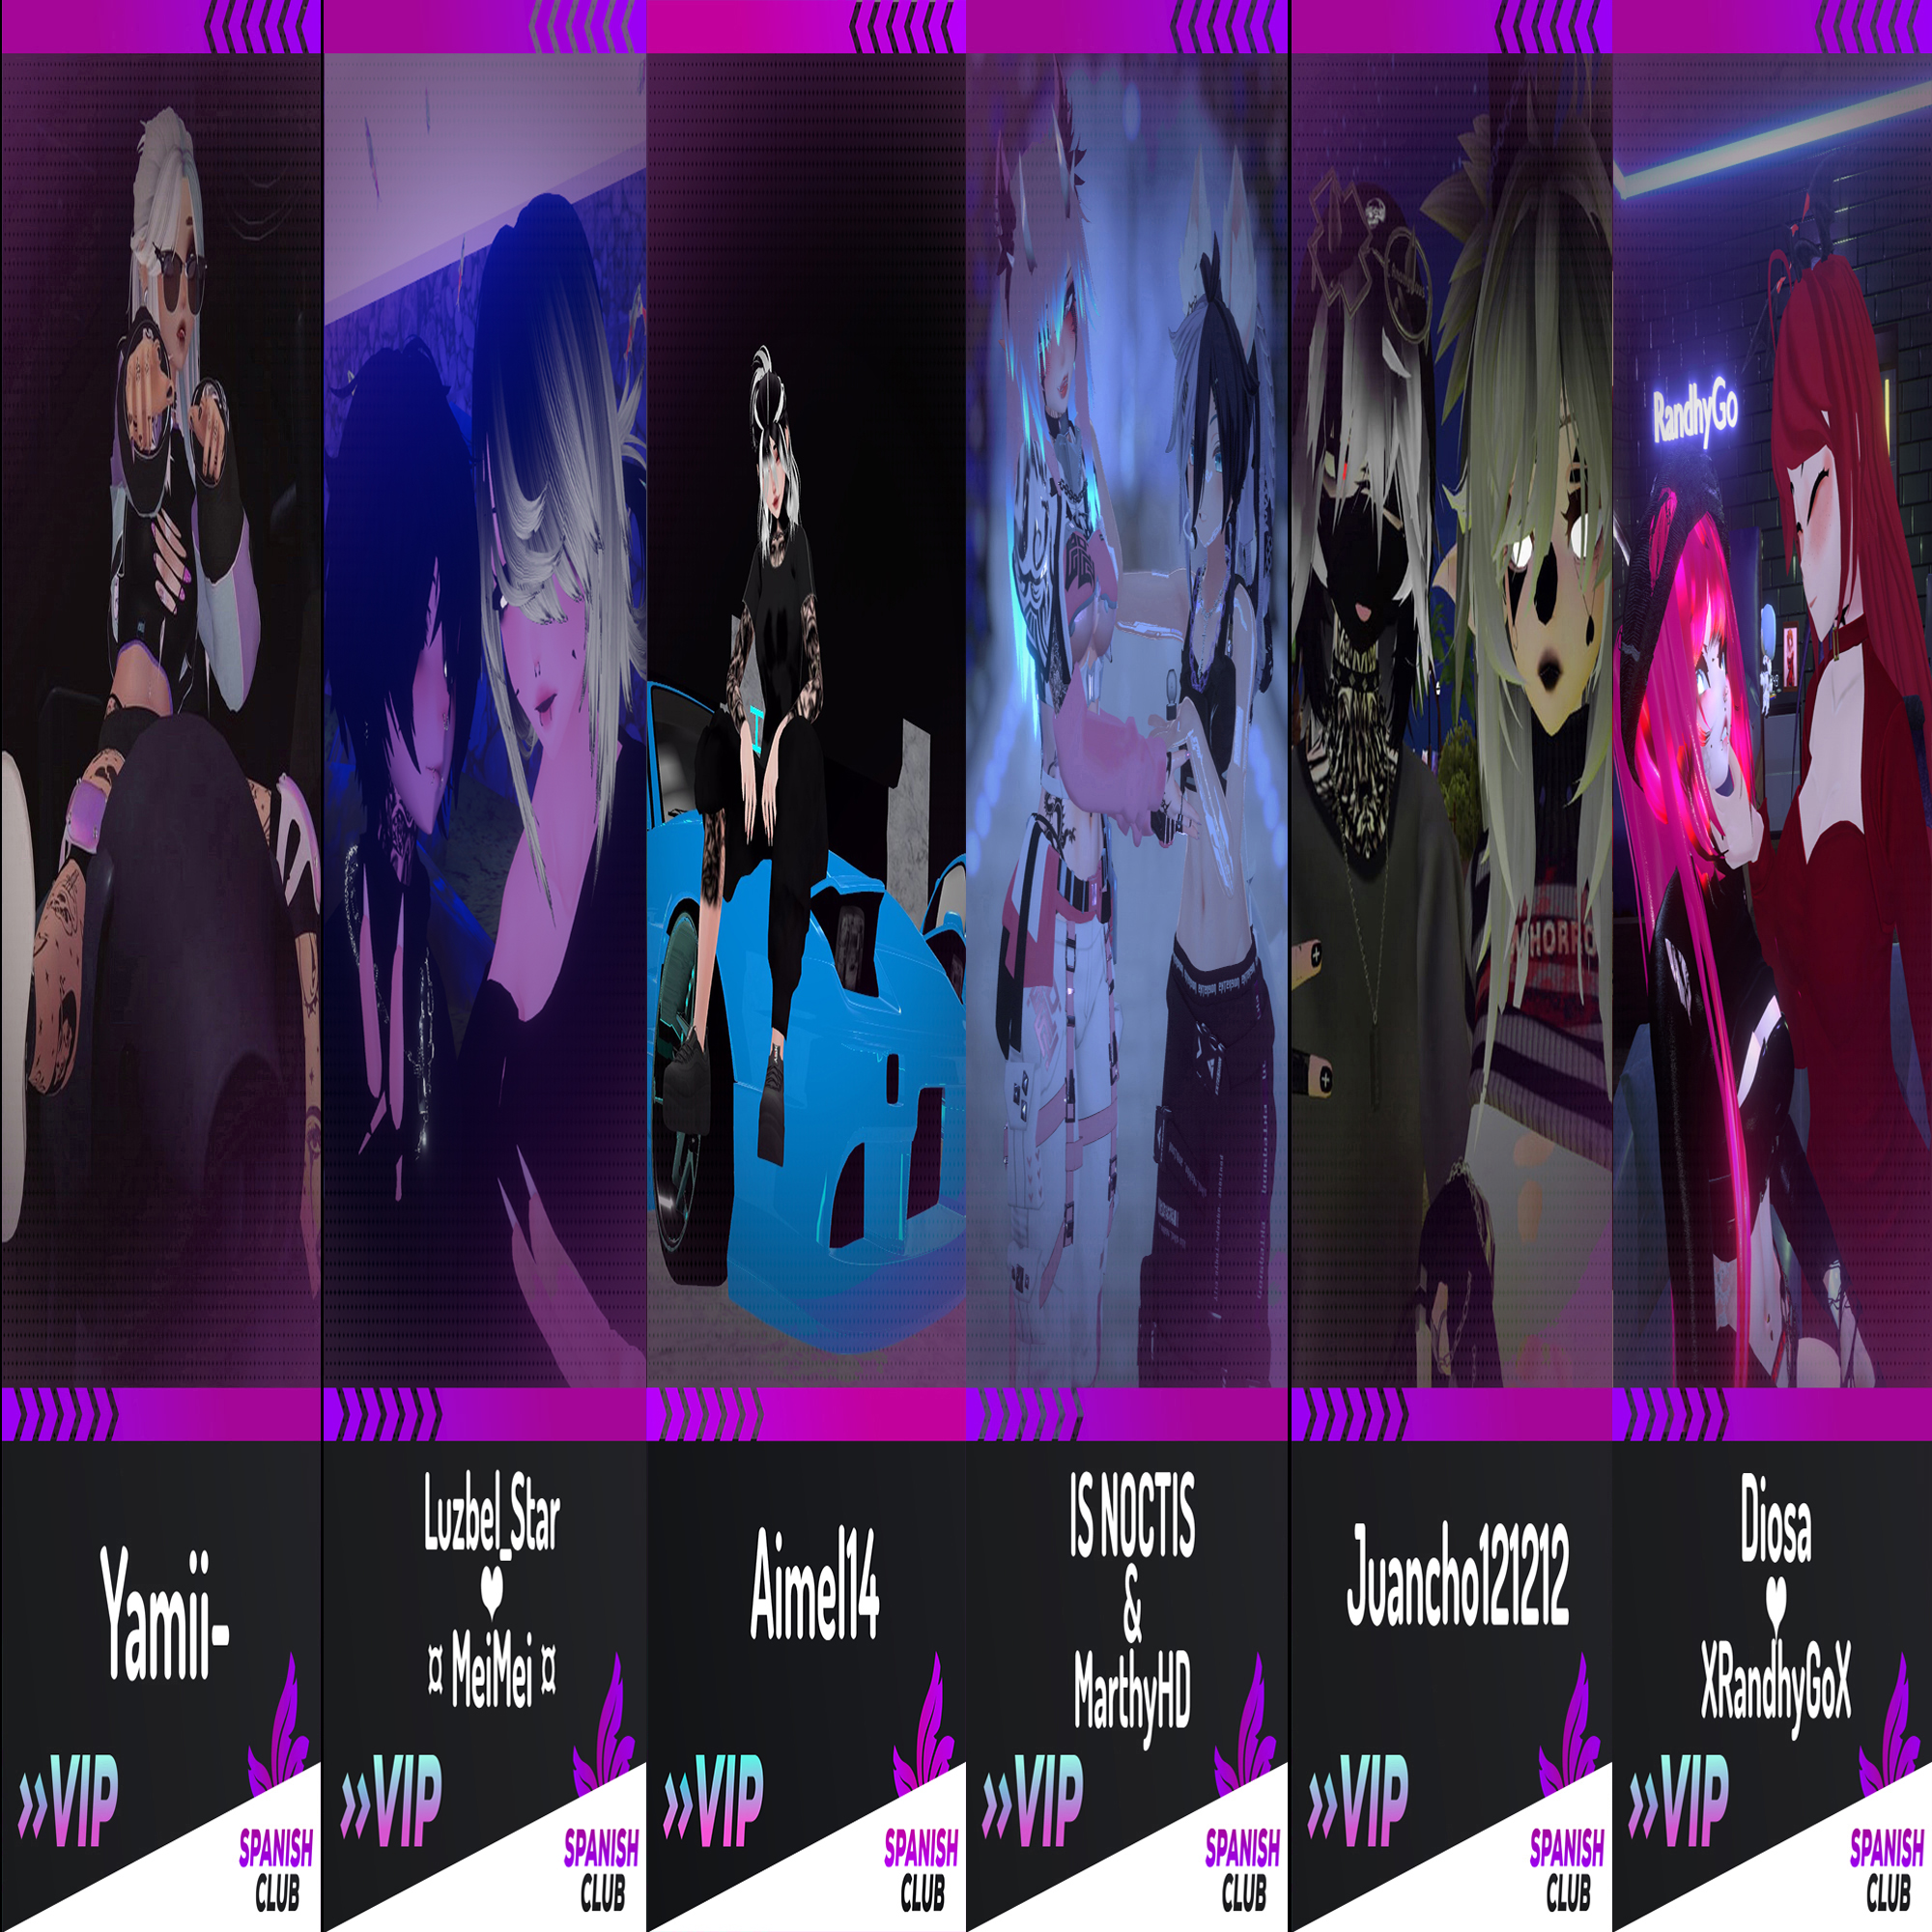 Yamii-
»VIP
SPANISH
CLUB
Luzbel_Star
♥
¤ MeiMei ¤
»VIP
SPANISH
CLUB
Aimel14
»VIP
SPANISH
CLUB
IS NOCTIS
&
MarthyHD
»VIP
SPANISH
CLUB
HORRO
Juancho121212
»VIP
SPANISH
CLUB
RandhyGo
Diosa
♥
XRandhyGoX
»VIP
SPANISH
CLUB